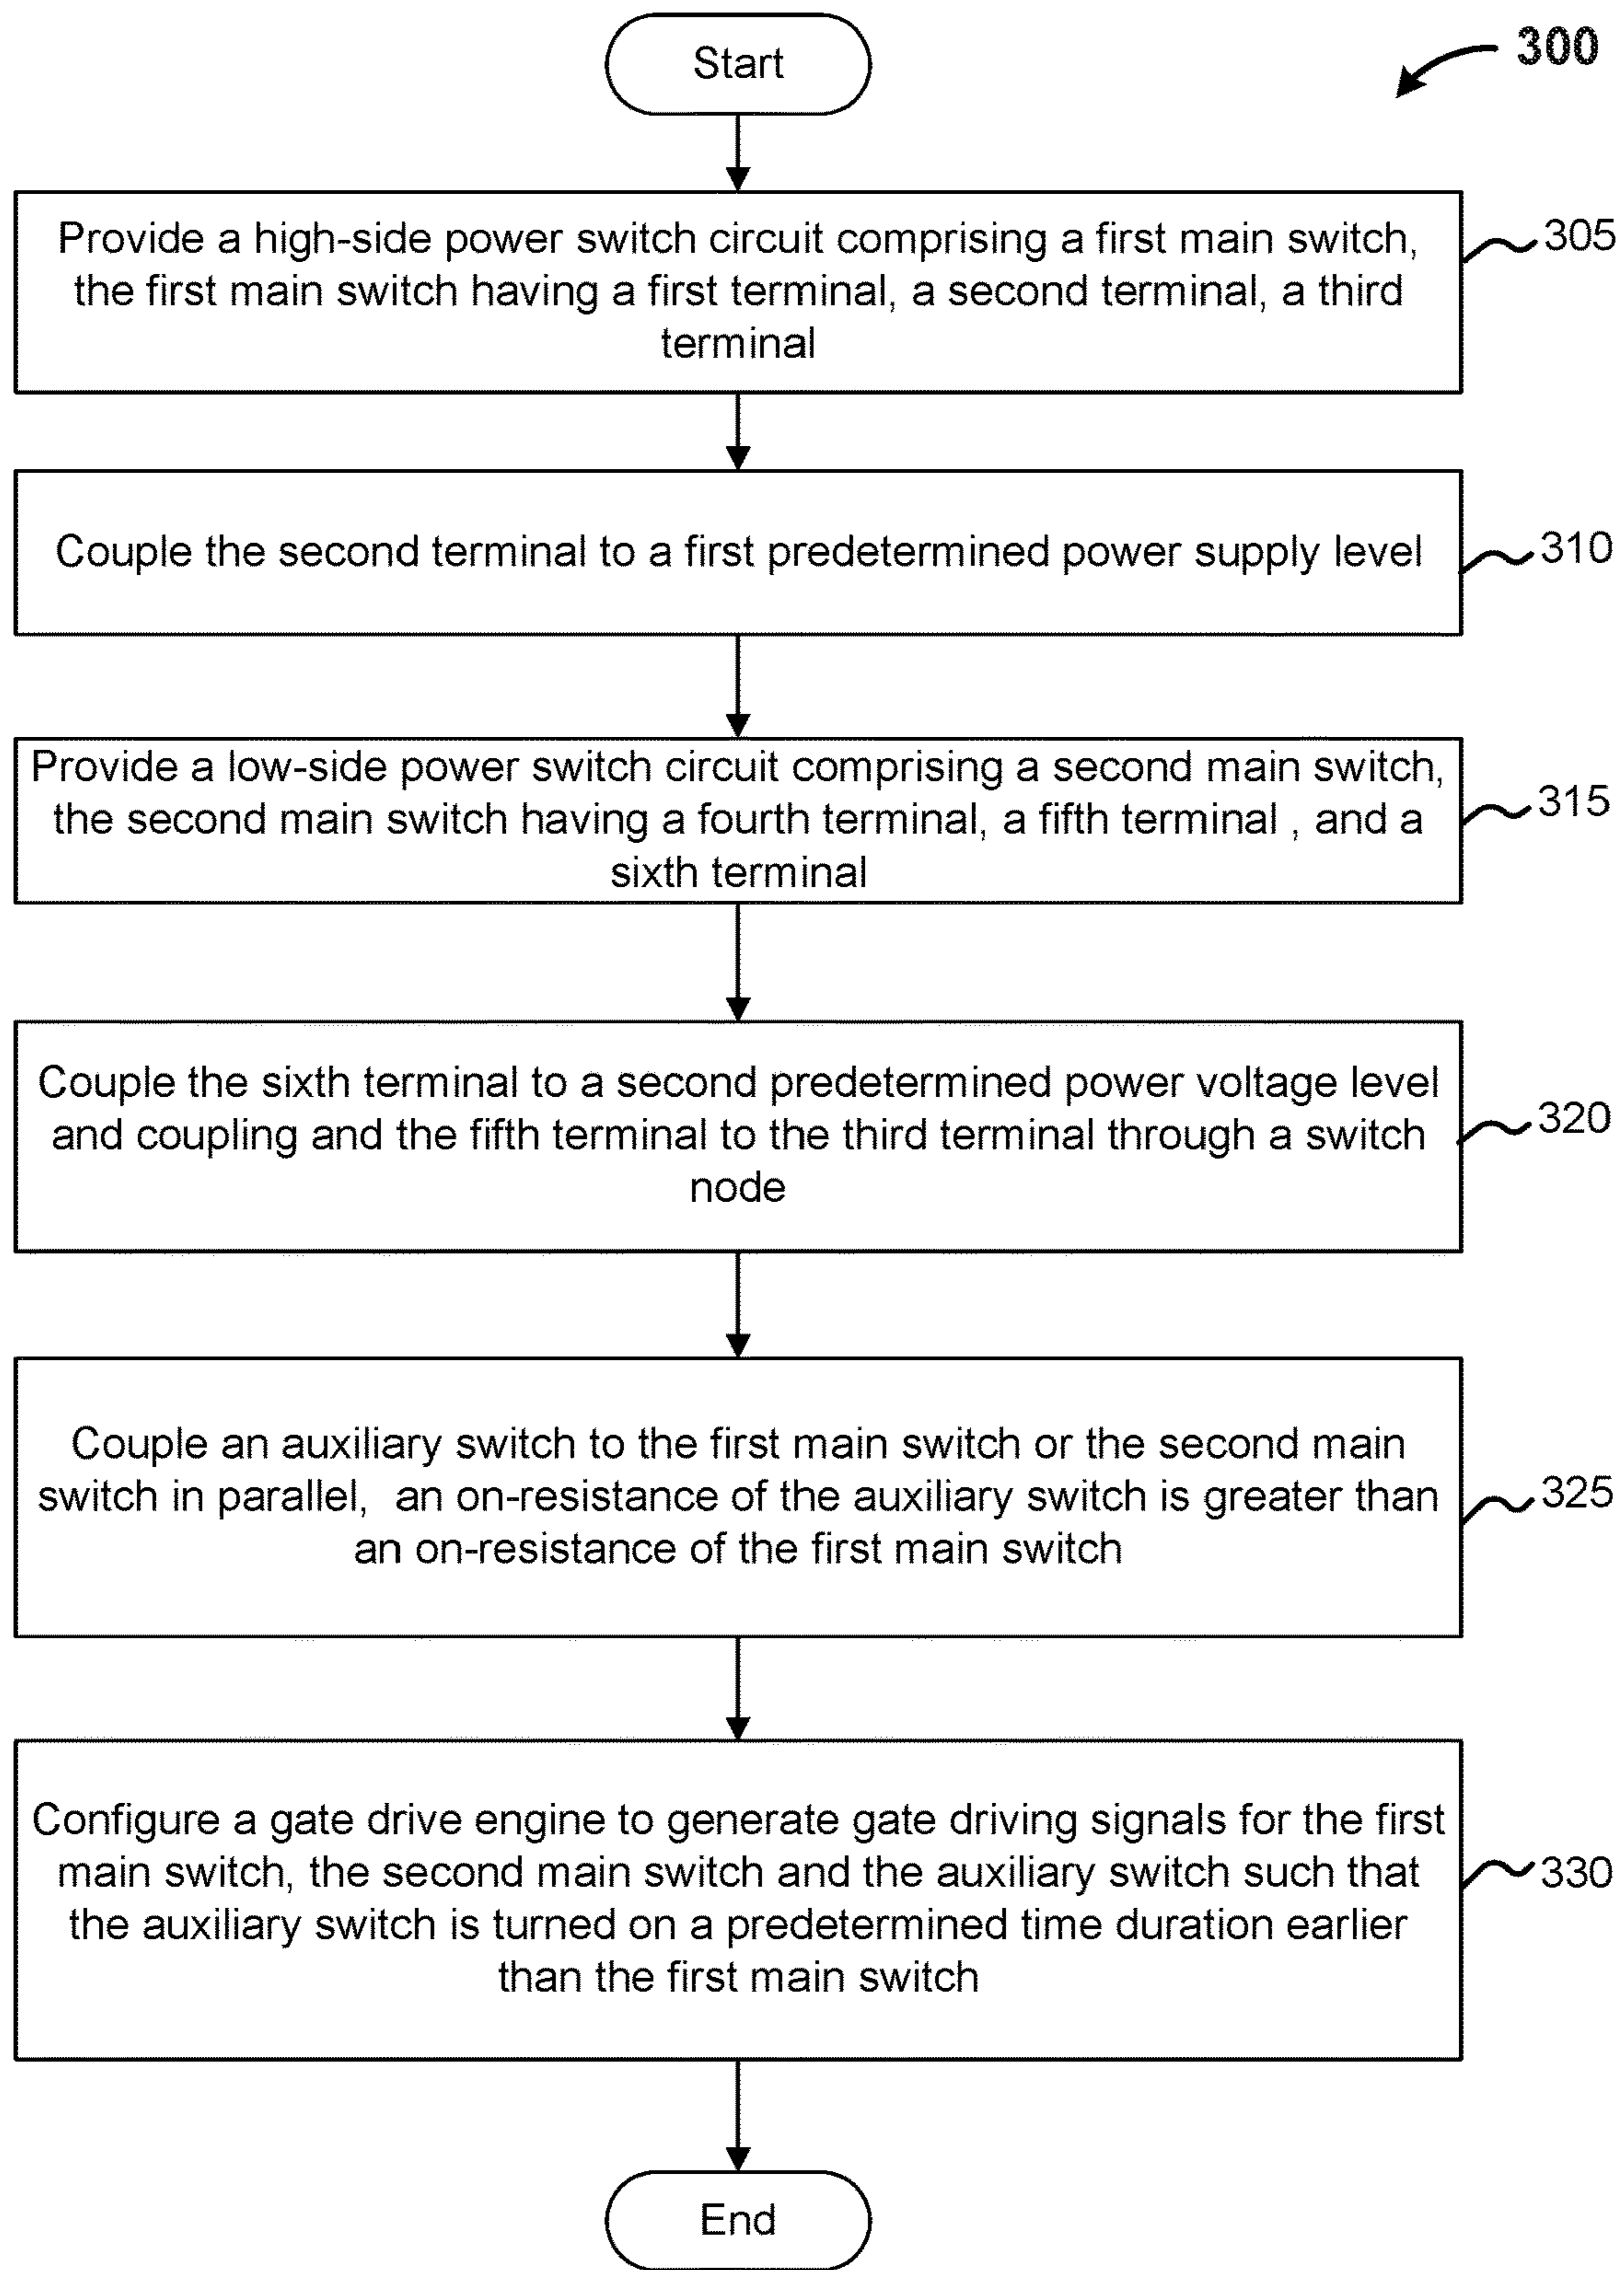 Start
300
Provide a high-side power switch circuit comprising a first main switch,
the first main switch having a first terminal, a second terminal, a third
terminal
305
Couple the second terminal to a first predetermined power supply level
310
Provide a low-side power switch circuit comprising a second main switch,
the second main switch having a fourth terminal, a fifth terminal , and a
sixth terminal
315
Couple the sixth terminal to a second predetermined power voltage level
and coupling and the fifth terminal to the third terminal through a switch
node
320
Couple an auxiliary switch to the first main switch or the second main
switch in parallel,  an on-resistance of the auxiliary switch is greater than
an on-resistance of the first main switch
325
Configure a gate drive engine to generate gate driving signals for the first
main switch, the second main switch and the auxiliary switch such that
the auxiliary switch is turned on a predetermined time duration earlier
than the first main switch
330
End